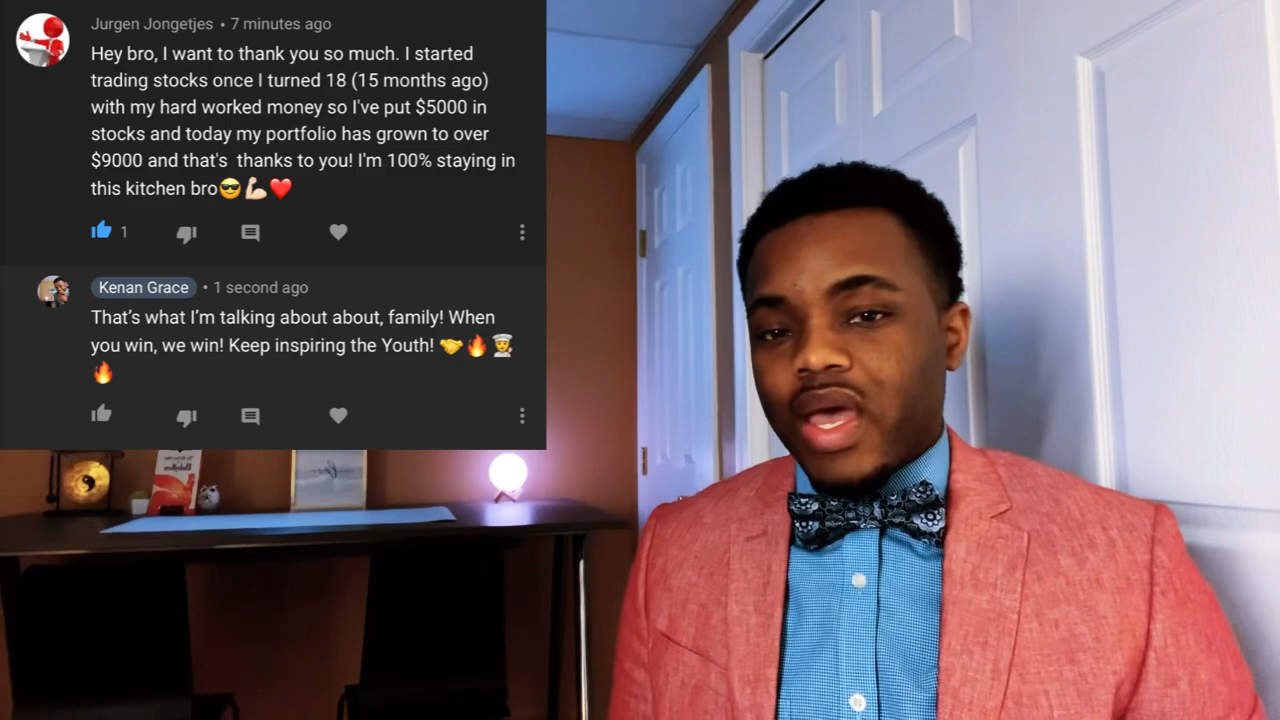 Jurgen Jongetjes • 7 minutes ago
Hey bro, I want to thank you so much. I started
trading stocks once I turned 18 (15 months ago)
with my hard worked money so I've put $5000 in
stocks and today my portfolio has grown to over
$9000 and that's thanks to you! I'm 100% staying in
this kitchen bro😎💪🏻❤️
1
Kenan Grace • 1 second ago
That's what I'm talking about about, family! When
you win, we win! Keep inspiring the Youth! 🤝🔥👨‍🍳
🔥